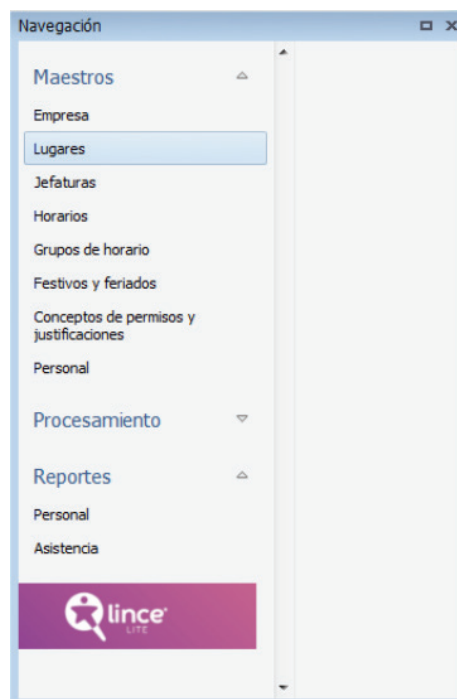 Navegación
Maestros
Empresa
Lugares
Jefaturas
Horarios
Grupos de horario
Festivos y feriados
Conceptos de permisos y
justificaciones
Personal
Procesamiento
Reportes
Personal
Asistencia
lince
LITE